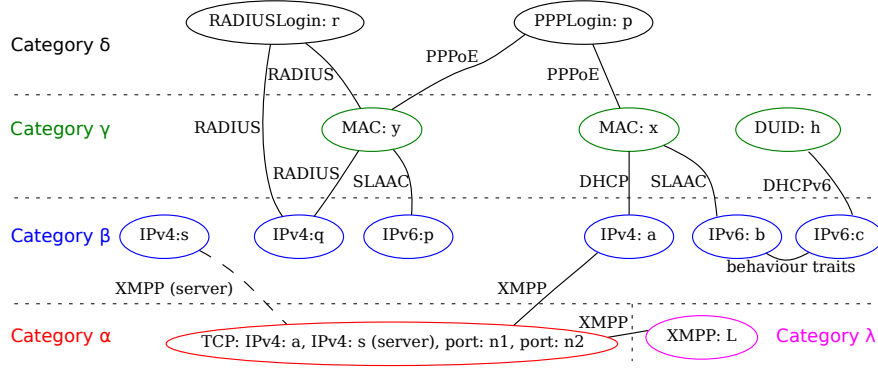 RADIUSLogin: r
PPPLogin: p
Category δ
PPPoE
RADIUS
PPPoE
RADIUS
Category γ
MAC: y
MAC: x
DUID: h
RADIUS
SLAAC
DHCP
SLAAC
DHCPv6
Category β
IPv4:s
IPv4:q
IPv6:p
IPv4: a
IPv6: b
IPv6:c
behaviour traits
XMPP (server)
XMPP
XMPP
Category α
TCP: IPv4: a, IPv4: s (server), port: n1, port: n2
XMPP: L
Category λ